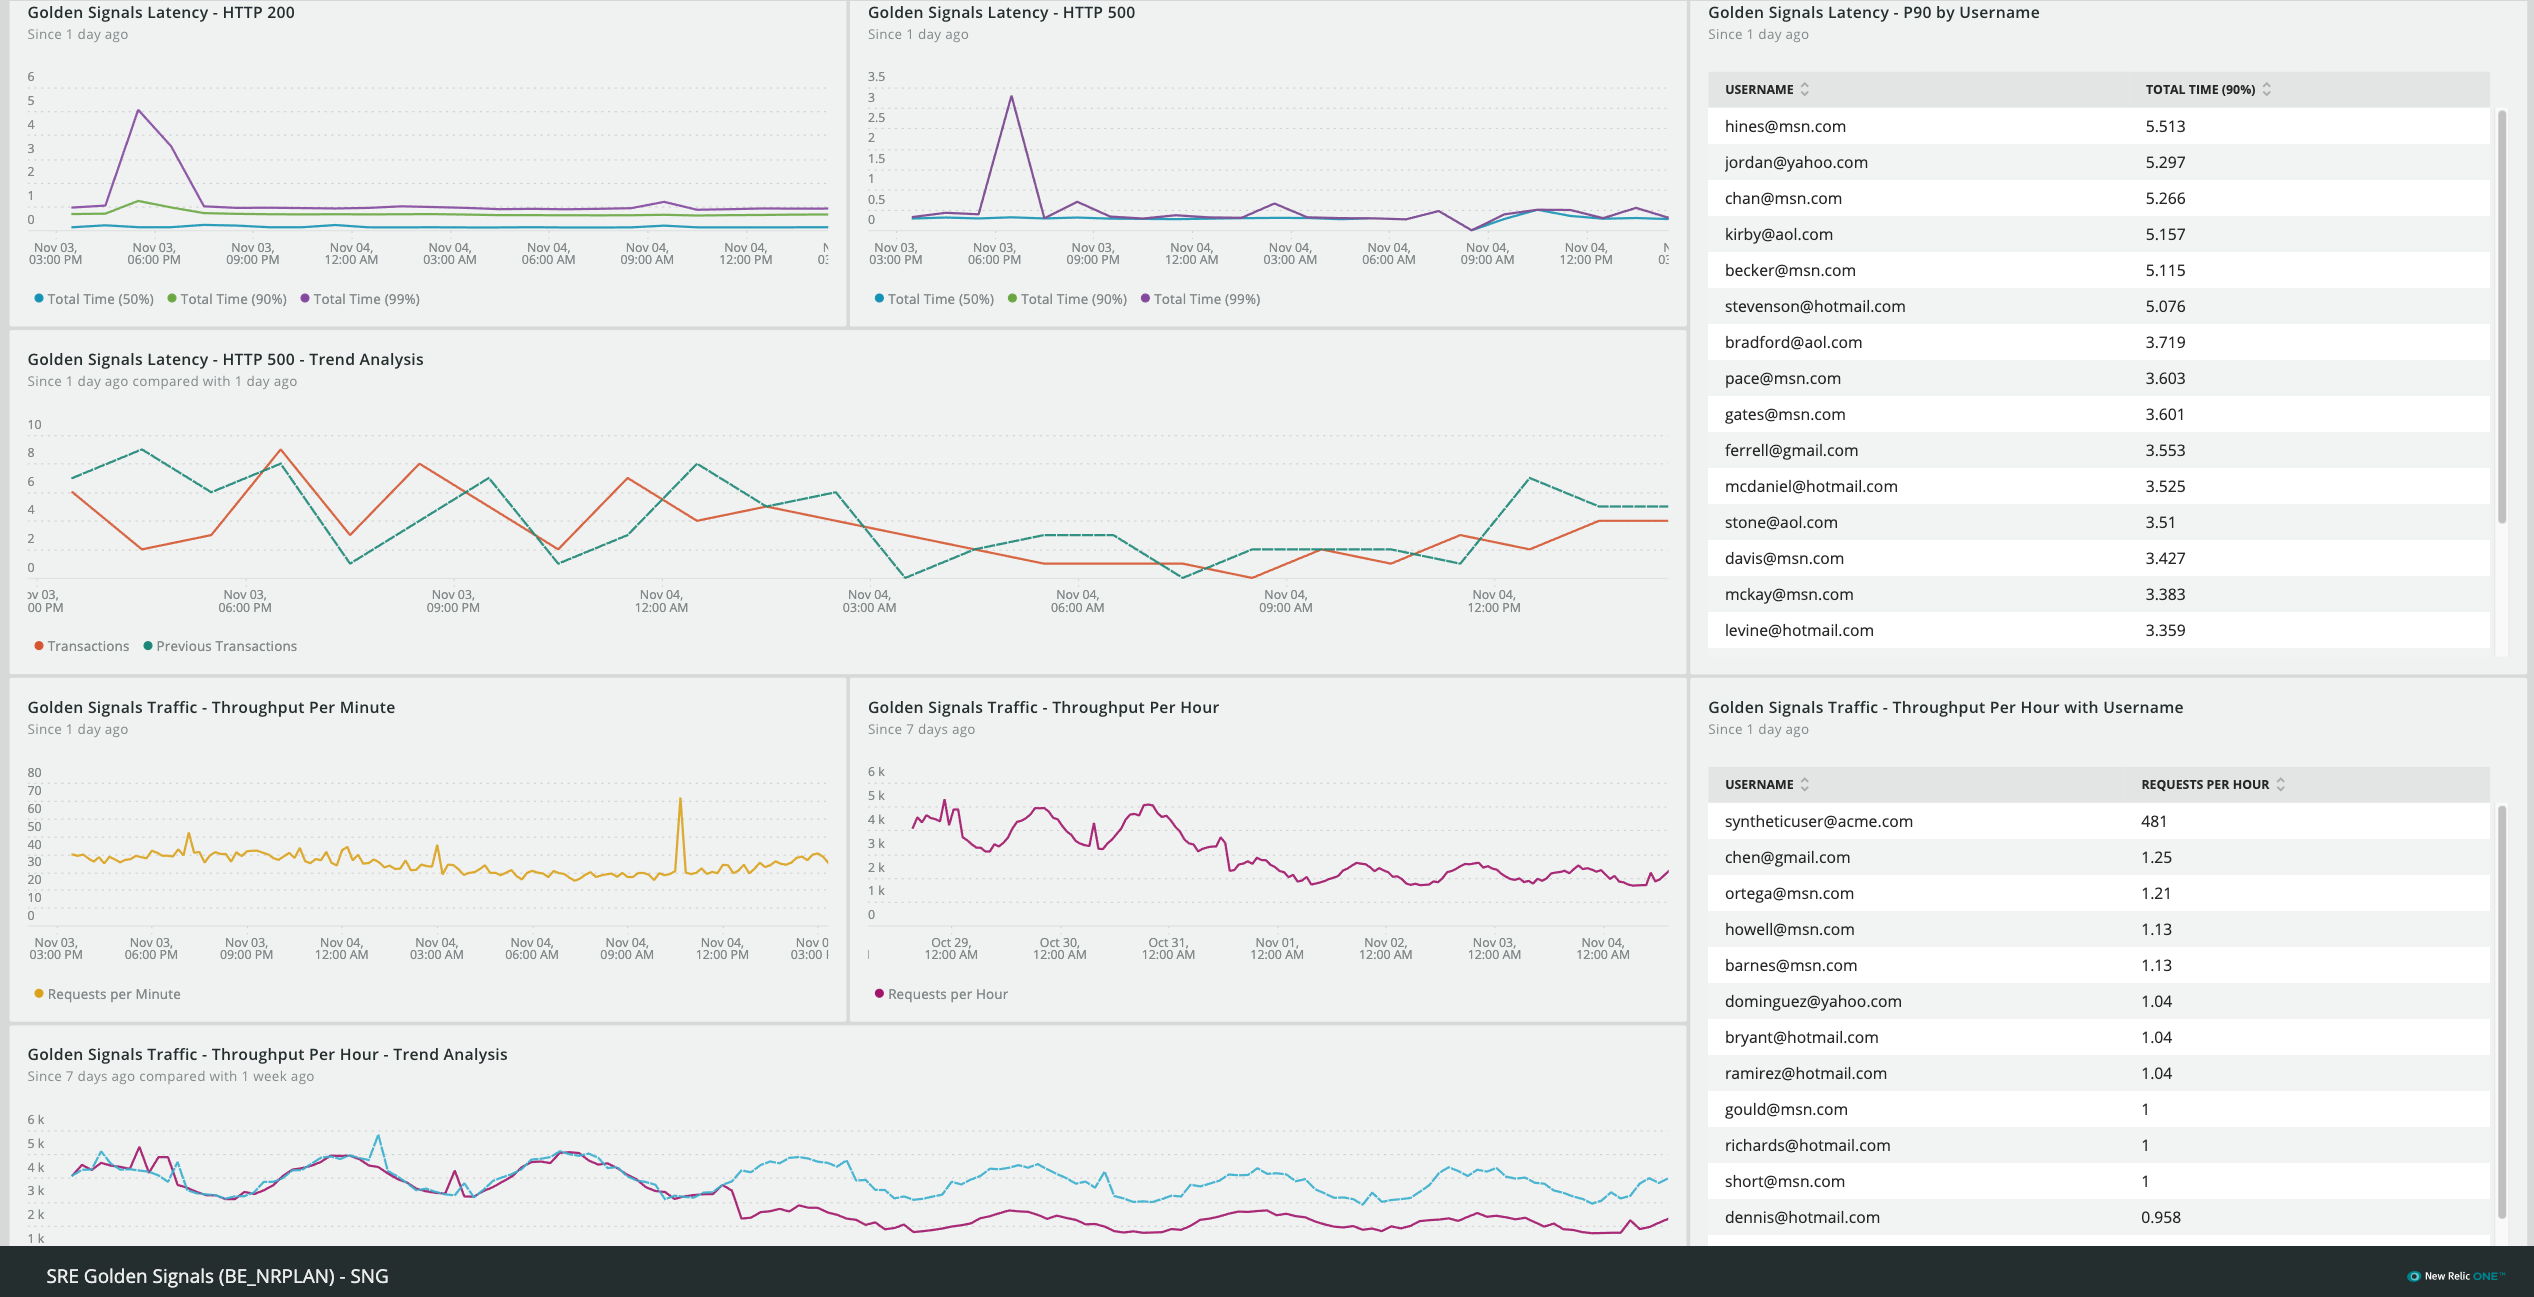 Golden Signals Latency - HTTP 200
Since 1 day ago
6
5
4
3
2
1
0
Nov 03, Nov 03, Nov 03, Nov 04, Nov 04, Nov 04, Nov 04, Nov 04, N
03:00 PM 06:00 PM 09:00 PM 12:00 AM 03:00 AM 06:00 AM 09:00 AM 12:00 PM 03:
Total Time (50%) Total Time (90%) Total Time (99%)
Golden Signals Latency - HTTP 500
Since 1 day ago
3.5
3
2.5
2
1.5
1
0.5
0
Nov 03, Nov 03, Nov 03, Nov 04, Nov 04, Nov 04, Nov 04, Nov 04, N
03:00 PM 06:00 PM 09:00 PM 12:00 AM 03:00 AM 06:00 AM 09:00 AM 12:00 PM 03
Total Time (50%) Total Time (90%) Total Time (99%)
Golden Signals Latency - P90 by Username
Since 1 day ago
USERNAME TOTAL TIME (90%)
hines@msn.com 5.513
jordan@yahoo.com 5.297
chan@msn.com 5.266
kirby@aol.com 5.157
becker@msn.com 5.115
stevenson@hotmail.com 5.076
bradford@aol.com 3.719
pace@msn.com 3.603
gates@msn.com 3.601
ferrell@gmail.com 3.553
mcdaniel@hotmail.com 3.525
stone@aol.com 3.51
davis@msn.com 3.427
mckay@msn.com 3.383
levine@hotmail.com 3.359
Golden Signals Latency - HTTP 500 - Trend Analysis
Since 1 day ago compared with 1 day ago
10
8
6
4
2
0
ov 03, Nov 03, Nov 03, Nov 04, Nov 04, Nov 04, Nov 04, Nov 04,
00 PM 06:00 PM 09:00 PM 12:00 AM 03:00 AM 06:00 AM 09:00 AM 12:00 PM
Transactions Previous Transactions
Golden Signals Traffic - Throughput Per Minute
Since 1 day ago
80
70
60
50
40
30
20
10
0
Nov 03, Nov 03, Nov 03, Nov 04, Nov 04, Nov 04, Nov 04, Nov 04, Nov 0
03:00 PM 06:00 PM 09:00 PM 12:00 AM 03:00 AM 06:00 AM 09:00 AM 12:00 PM 03:00
Requests per Minute
Golden Signals Traffic - Throughput Per Hour
Since 7 days ago
6 k
5 k
4 k
3 k
2 k
1 k
0
Oct 29, Oct 30, Oct 31, Nov 01, Nov 02, Nov 03, Nov 04,
12:00 AM 12:00 AM 12:00 AM 12:00 AM 12:00 AM 12:00 AM 12:00 AM
Requests per Hour
Golden Signals Traffic - Throughput Per Hour with Username
Since 1 day ago
USERNAME REQUESTS PER HOUR
syntheticuser@acme.com 481
chen@gmail.com 1.25
ortega@msn.com 1.21
howell@msn.com 1.13
barnes@msn.com 1.13
dominguez@yahoo.com 1.04
bryant@hotmail.com 1.04
ramirez@hotmail.com 1.04
gould@msn.com 1
richards@hotmail.com 1
short@msn.com 1
dennis@hotmail.com 0.958
Golden Signals Traffic - Throughput Per Hour - Trend Analysis
Since 7 days ago compared with 1 week ago
6 k
5 k
4 k
3 k
2 k
1 k
SRE Golden Signals (BE_NRPLAN) - SNG
New Relic ONE™